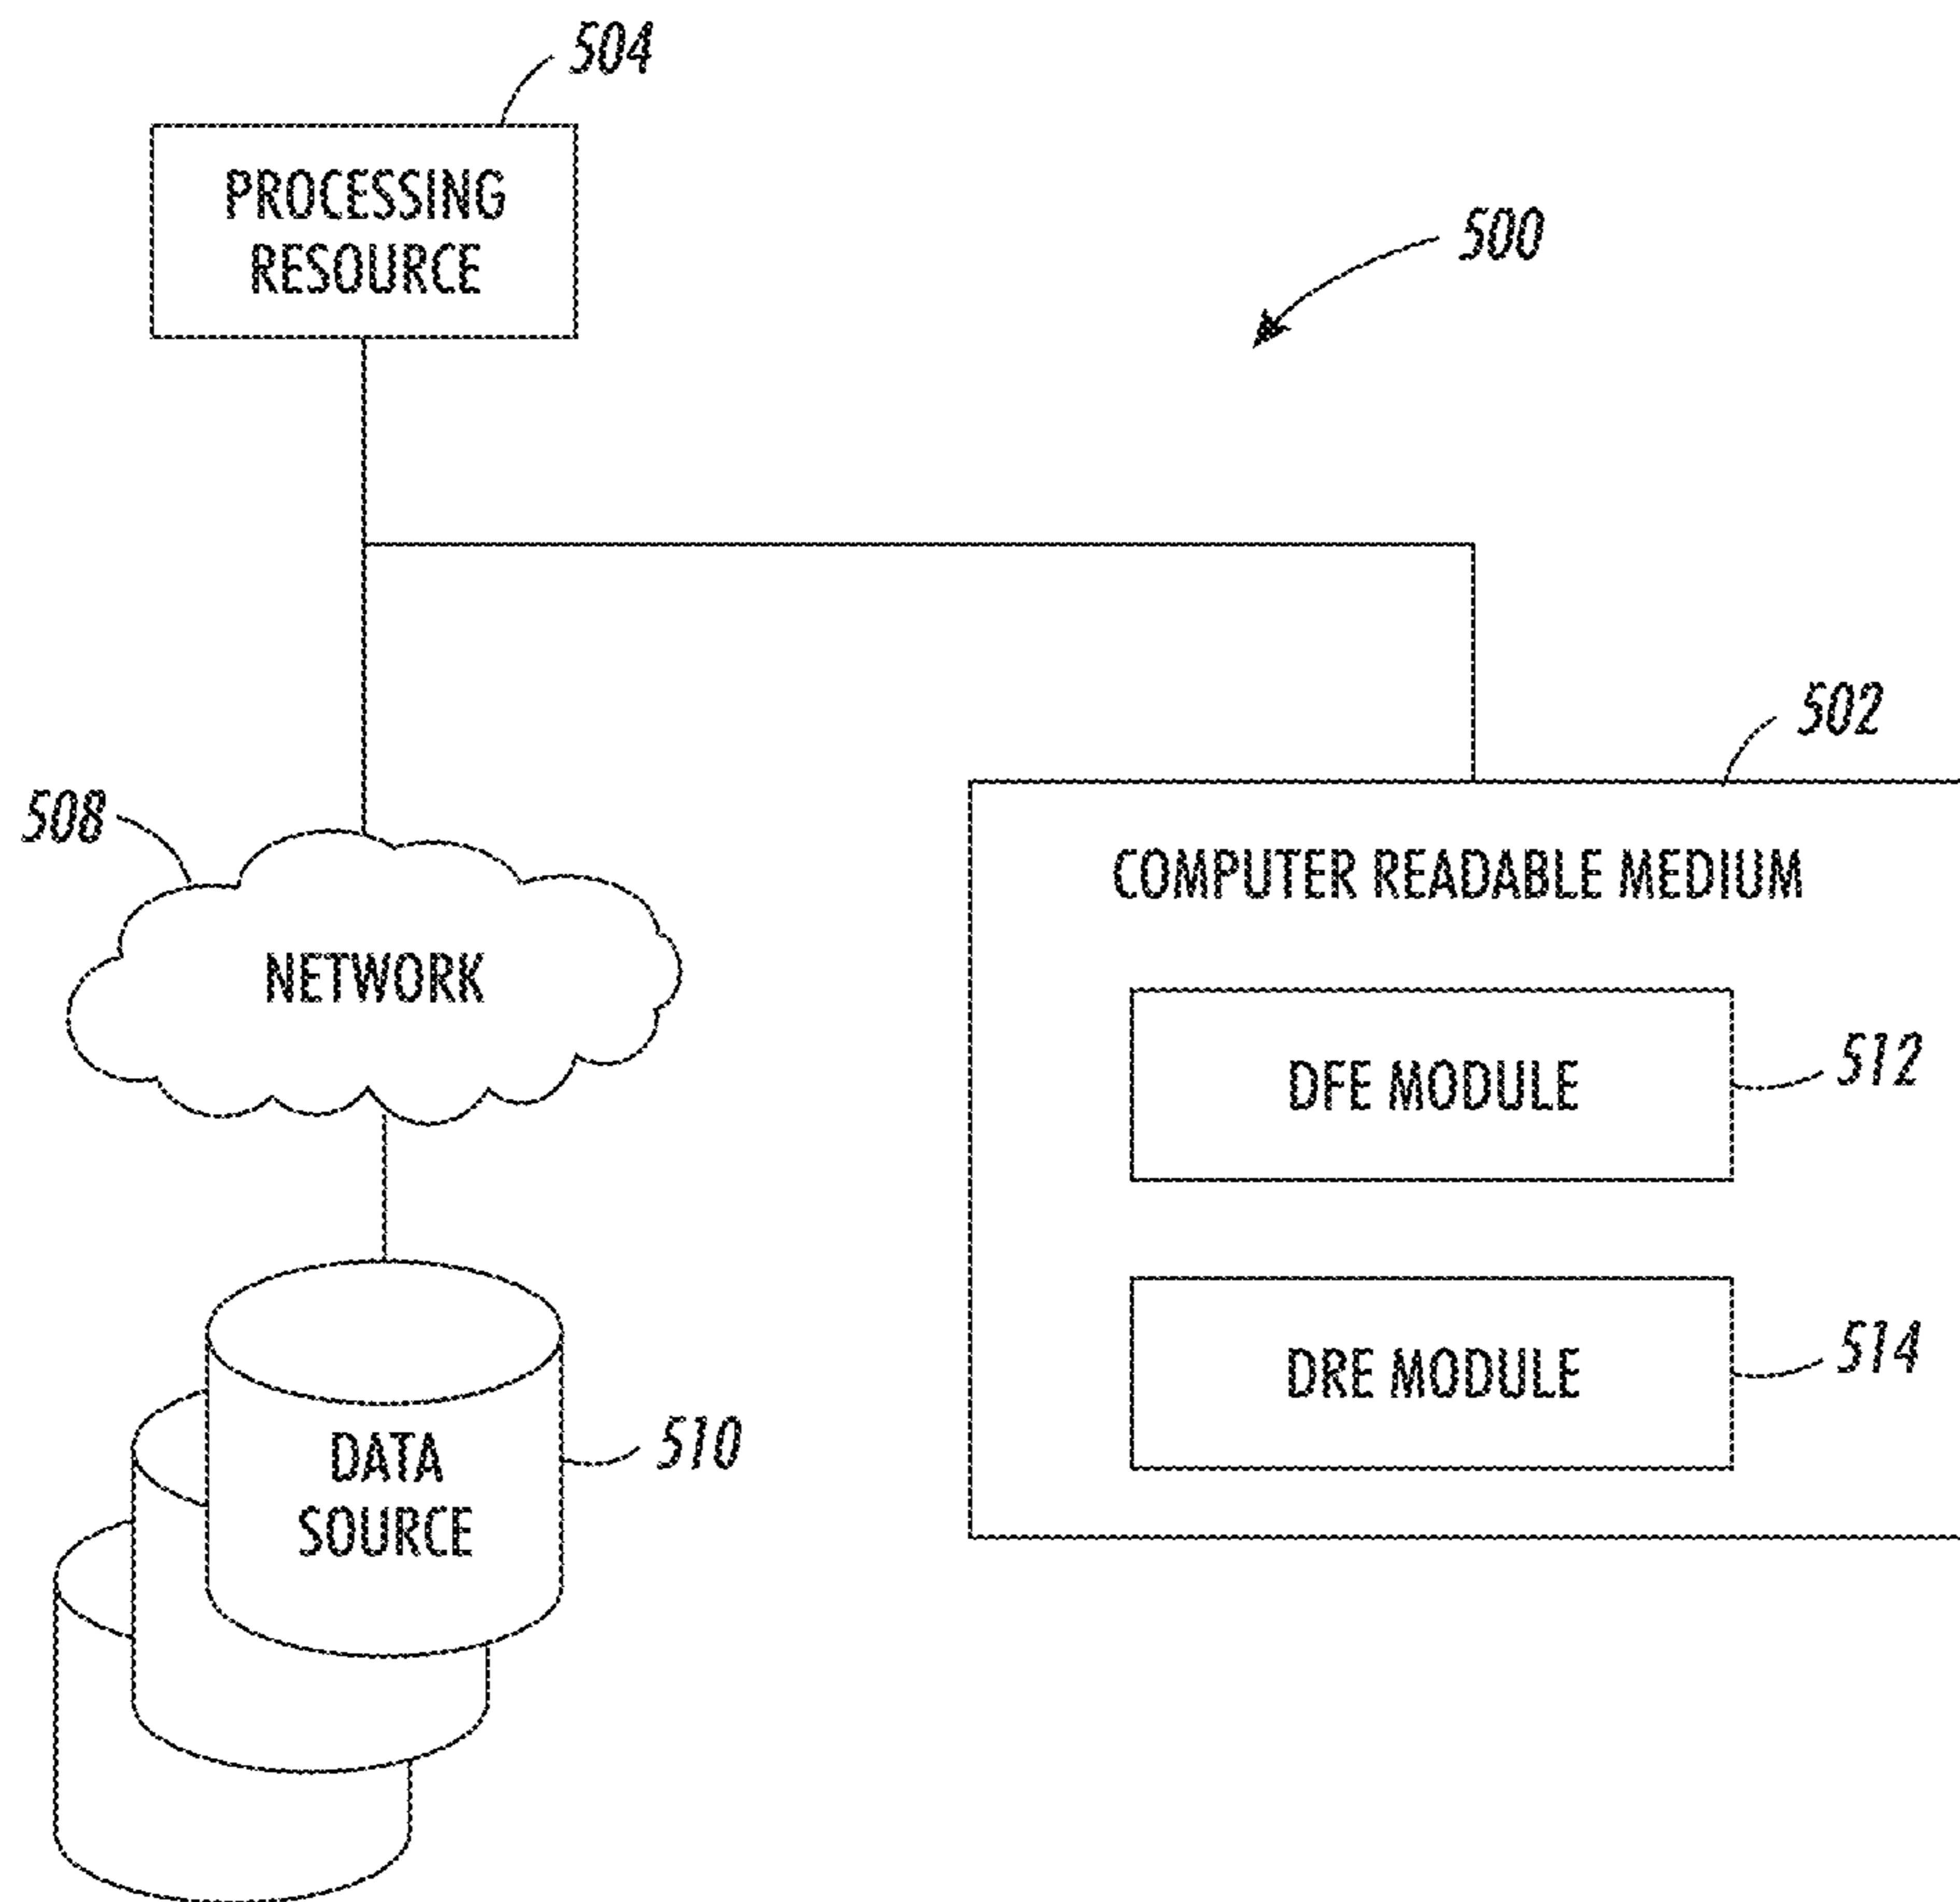 504
PROCESSING
RESOURCE
500
502
508
COMPUTER READABLE MEDIUM
NETWORK
DFE MODULE
512
DRE MODULE
514
DATA
SOURCE
510